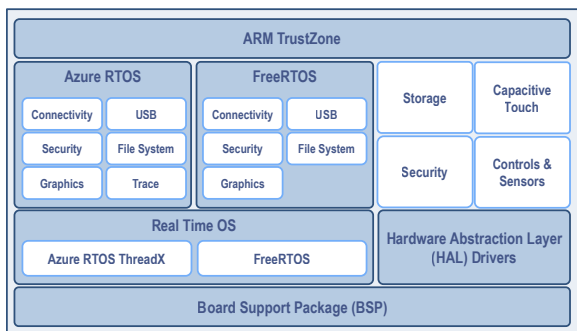 ARM TrustZone
Azure RTOS
FreeRTOS
Connectivity
USB
Security
File System
Graphics
Trace
Connectivity
USB
Security
File System
Graphics
Storage
Capacitive
Touch
Security
Controls &
Sensors
Real Time OS
Azure RTOS ThreadX
FreeRTOS
Hardware Abstraction Layer
(HAL) Drivers
Board Support Package (BSP)